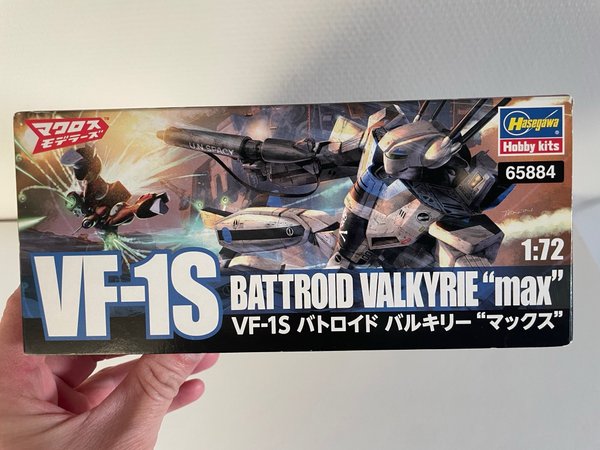 マクロス
モデラーズ
Hasegawa
Hobby kits
65884
U.N.SPACY
1:72
VF-1S
BATTROID VALKYRIE "max"
VF-1S バトロイド バルキリー "マックス"